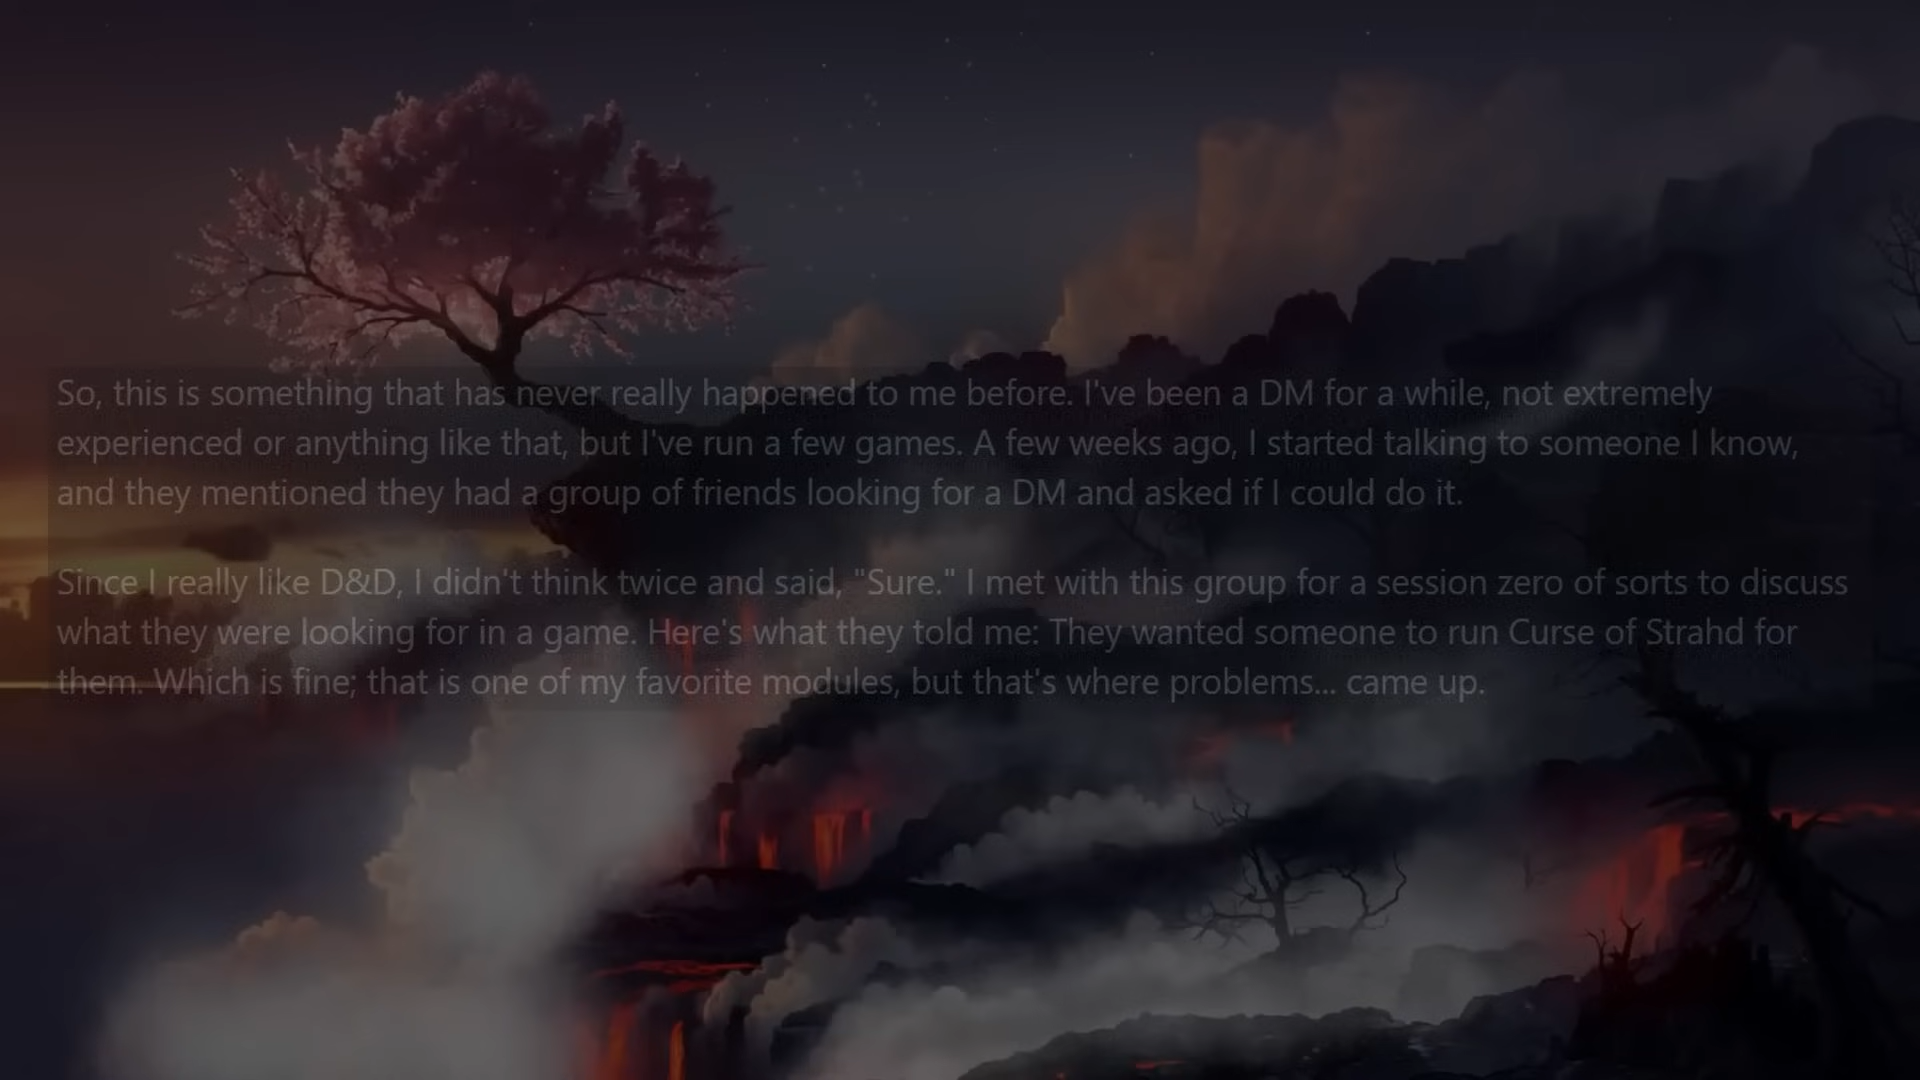 So, this is something that has never really happened to me before. I've been a DM for a while, not extremely
experienced or anything like that, but I've run a few games. A few weeks ago, I started talking to someone I know,
and they mentioned they had a group of friends looking for a DM and asked if I could do it.
Since I really like D&D, I didn't think twice and said, "Sure." I met with this group for a session zero of sorts to discuss
what they were looking for in a game. Here's what they told me: They wanted someone to run Curse of Strahd for
them. Which is fine; that is one of my favorite modules, but that's where problems... came up.